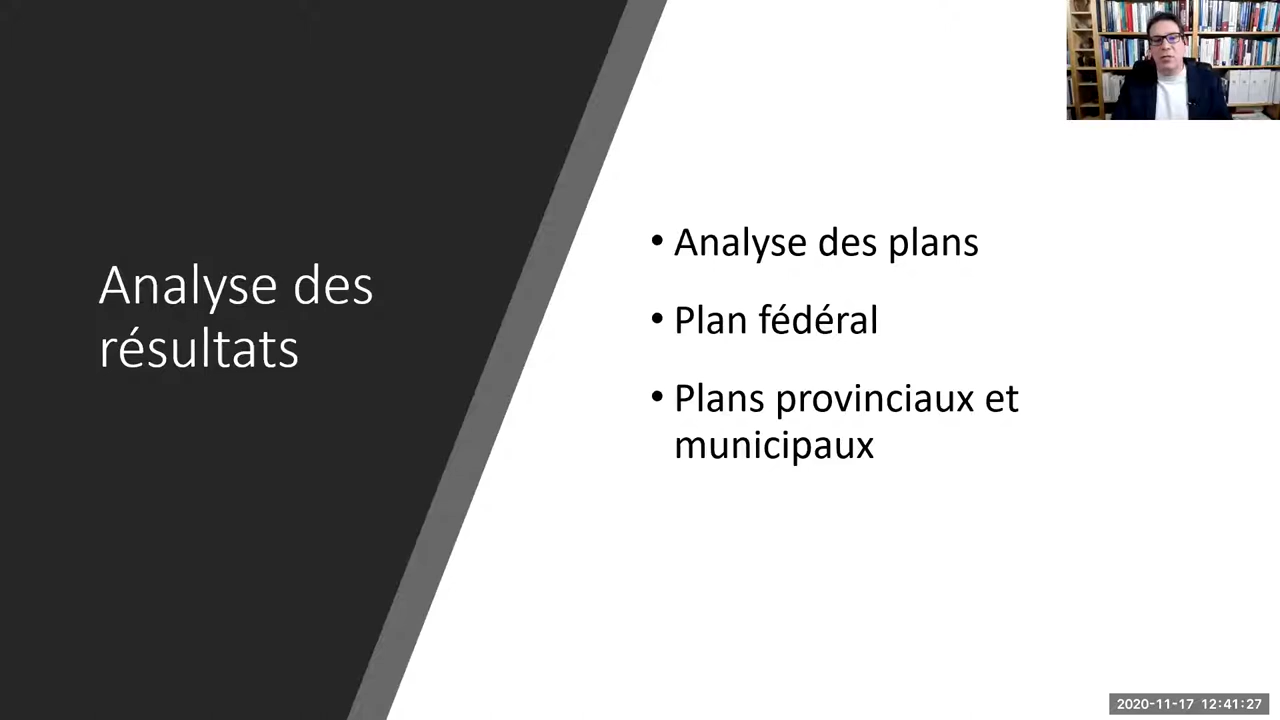 Analyse des
résultats
• Analyse des plans
• Plan fédéral
• Plans provinciaux et
municipaux
2020-11-17 12:41:27